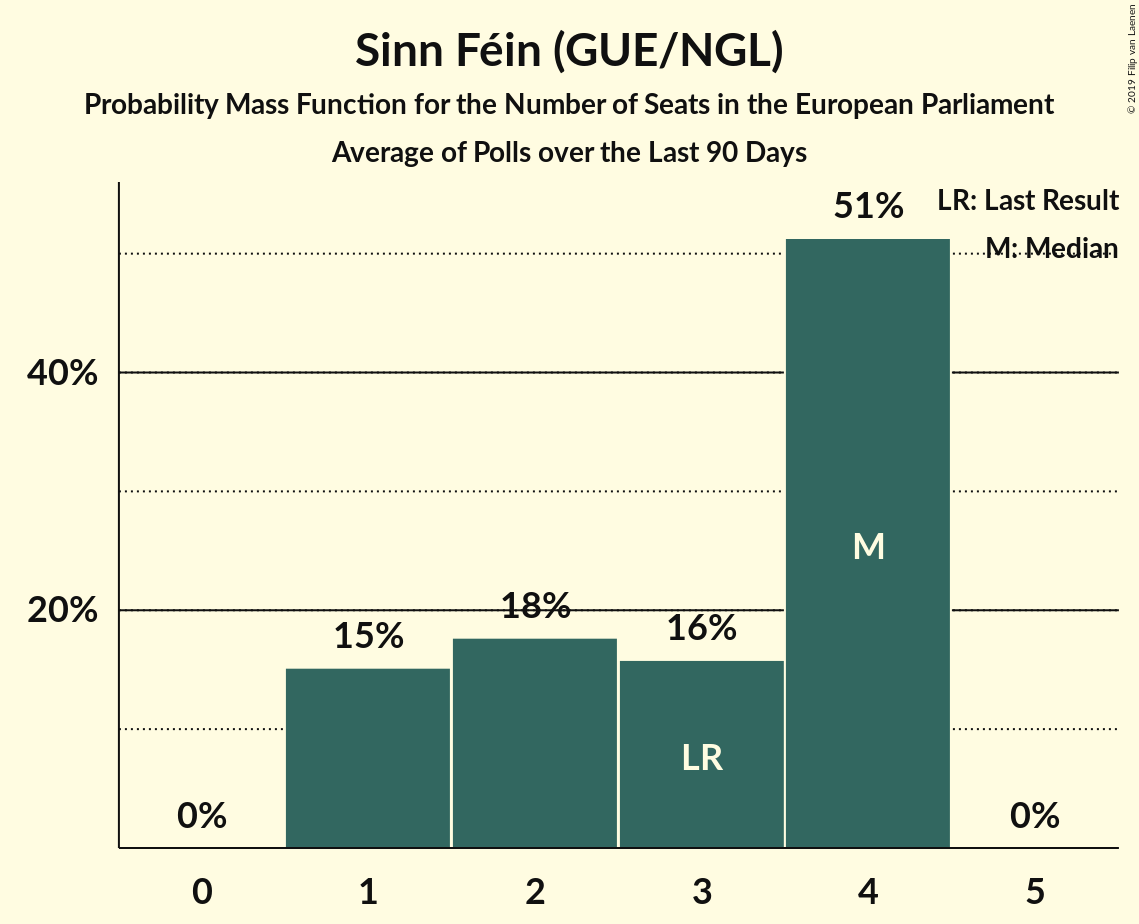 Sinn Féin (GUE/NGL)
Probability Mass Function for the Number of Seats in the European Parliament
Average of Polls over the Last 90 Days
© 2019 Filip van Laenen
LR: Last Result
M: Median
51%
40%
M
20%
18%
16%
15%
LR
0%
0%
0 1 2 3 4 5